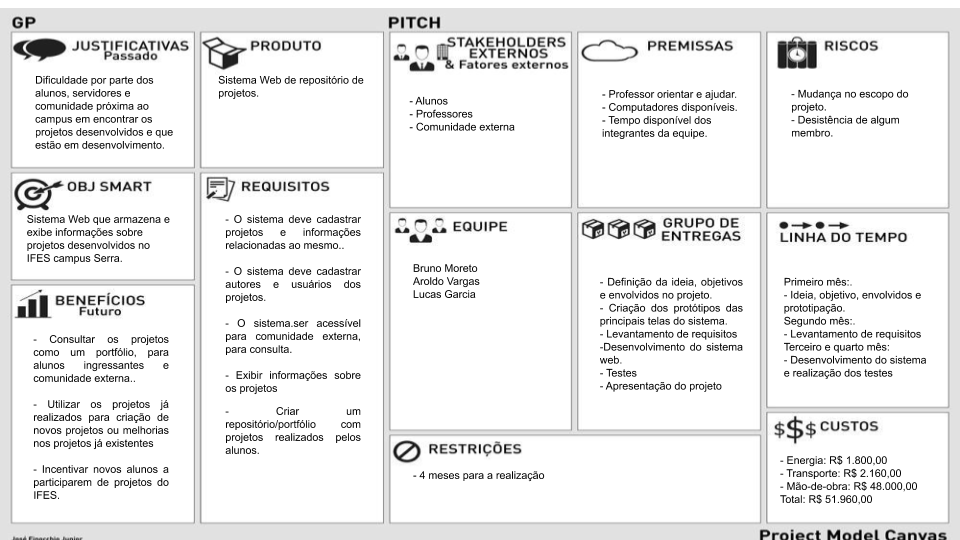 GP
PITCH
JUSTIFICATIVAS
Passado
Dificuldade por parte dos
alunos, servidores e
comunidade próxima ao
campus em encontrar os
projetos desenvolvidos e que
estão em desenvolvimento.
PRODUTO
Sistema Web de repositório de
projetos.
STAKEHOLDERS
EXTERNOS
& Fatores externos
- Alunos
- Professores
- Comunidade externa
PREMISSAS
- Professor orientar e ajudar.
- Computadores disponíveis.
- Tempo disponível dos
integrantes da equipe.
RISCOS
- Mudança no escopo do
projeto.
- Desistência de algum
membro.
OBJ SMART
Sistema Web que armazena e
exibe informações sobre
projetos desenvolvidos no
IFES campus Serra.
REQUISITOS
- O sistema deve cadastrar
projetos e informações
relacionadas ao mesmo..
- O sistema deve cadastrar
autores e usuários dos
projetos.
- O sistema.ser acessível
para comunidade externa,
para consulta.
- Exibir informações sobre
os projetos
- Criar um
repositório/portfólio com
projetos realizados pelos
alunos.
EQUIPE
Bruno Moreto
Aroldo Vargas
Lucas Garcia
GRUPO DE
ENTREGAS
- Definição da ideia, objetivos
e envolvidos no projeto.
- Criação dos protótipos das
principais telas do sistema.
- Levantamento de requisitos
-Desenvolvimento do sistema
web.
- Testes
- Apresentação do projeto
LINHA DO TEMPO
Primeiro mês:.
- Ideia, objetivo, envolvidos e
prototipação.
Segundo mês:.
- Levantamento de requisitos
Terceiro e quarto mês:
- Desenvolvimento do sistema
e realização dos testes
BENEFÍCIOS
Futuro
- Consultar os projetos
como um portfólio, para
alunos ingressantes e
comunidade externa..
- Utilizar os projetos já
realizados para criação de
novos projetos ou melhorias
nos projetos já existentes
- Incentivar novos alunos a
participarem de projetos do
IFES.
RESTRIÇÕES
- 4 meses para a realização
$$$ CUSTOS
- Energia: R$ 1.800,00
- Transporte: R$ 2.160,00
- Mão-de-obra: R$ 48.000,00
Total: R$ 51.960,00
José Finocchio Junior
Project Model Canvas